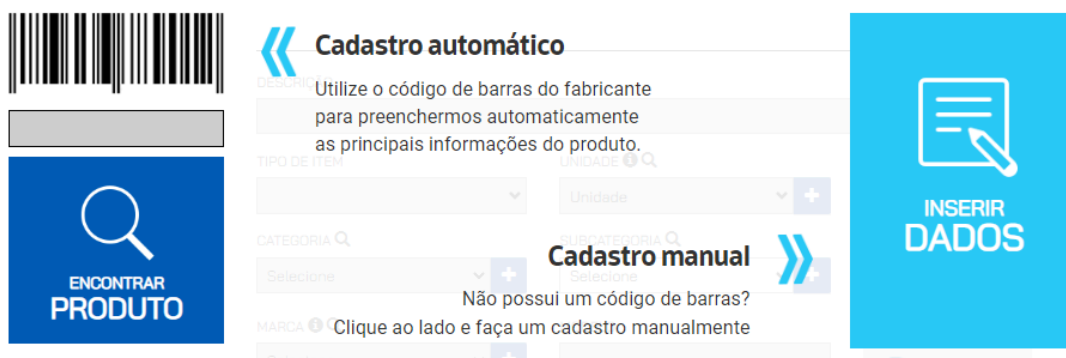 Cadastro automático
DESCRIÇÃO
Utilize o código de barras do fabricante
para preenchermos automaticamente
as principais informações do produto.
TIPO DE ITEM
UNIDADE
Unidade
ENCONTRAR
PRODUTO
INSERIR
DADOS
CATEGORIA
SUBCATEGORIA
Selecione
Selecione
Cadastro manual
Não possui um código de barras?
MARCA
Clique ao lado e faça um cadastro manualmente